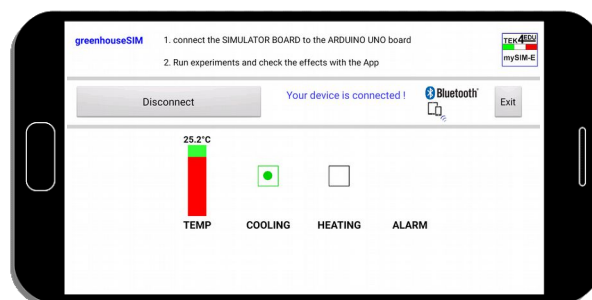 greenhouseSIM
1. connect the SIMULATOR BOARD to the ARDUINO UNO board
2. Run experiments and check the effects with the App
TEK4EDU
mySIM-E
Disconnect
Your device is connected !
Bluetooth
Exit
25.2°C
TEMP COOLING HEATING ALARM